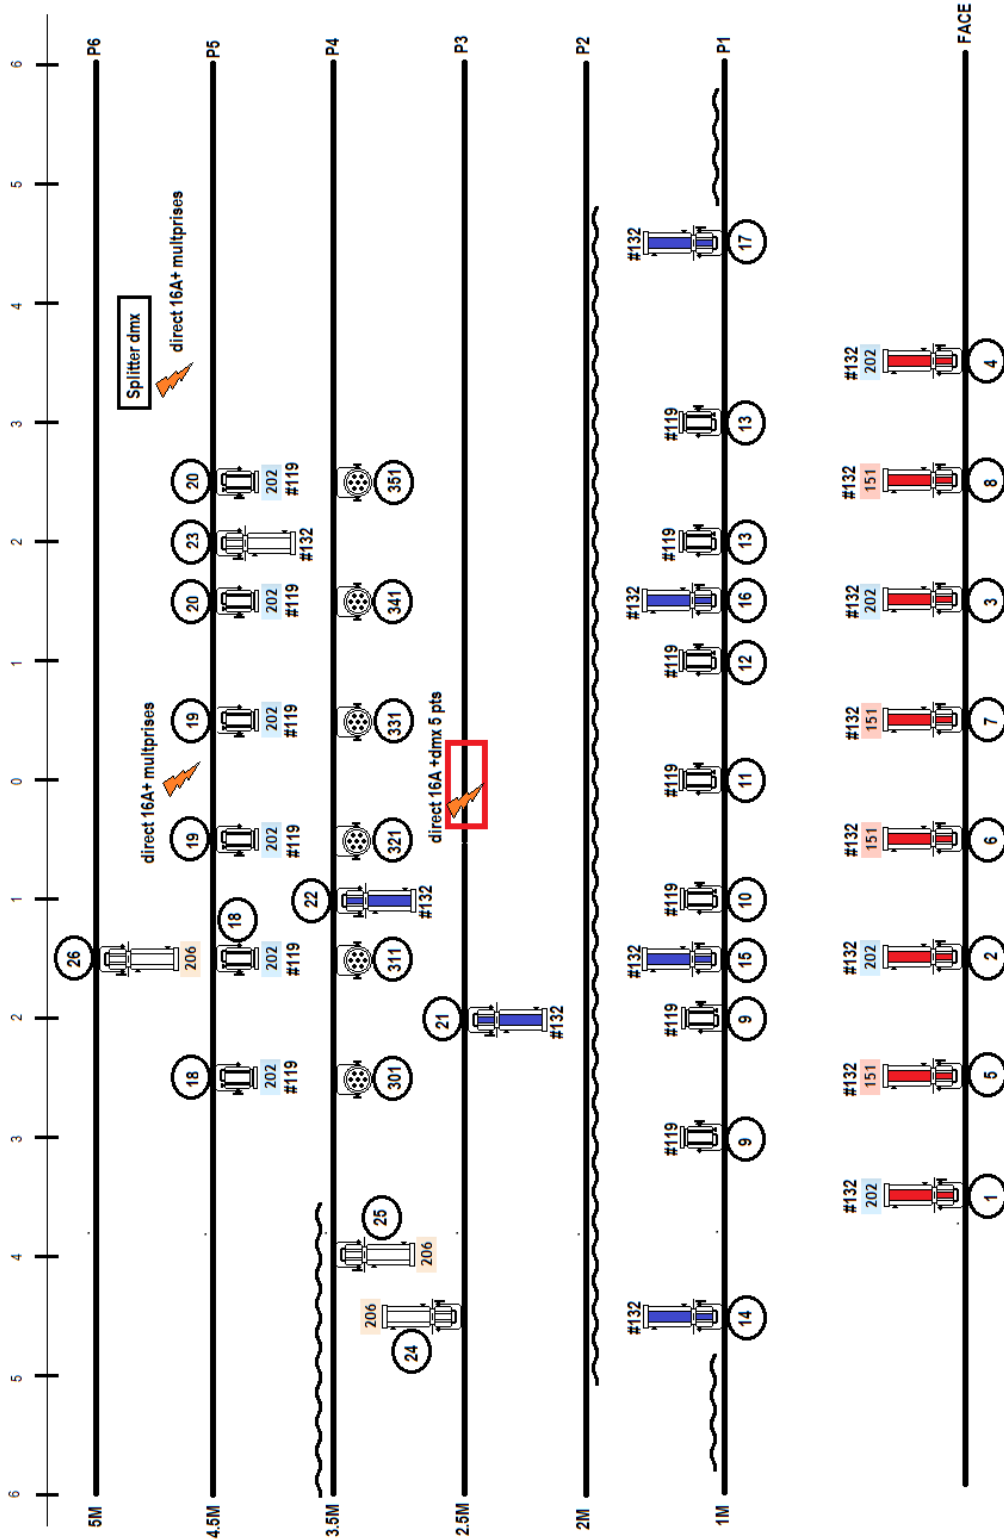 6 5 4 3 2 1 0 1 2 3 4 5 6
26
5M P6
Splitter dmx
direct 16A+ multprises
direct 16A+ multprises
206
18 19 19 20 23 20
4.5M P5
18
202 202 202 202 202 202
#119 #119 #119 #119 #119 #132 #119
22
3.5M P4
206
25 301 311 321 331 341 351
24
206 #132
direct 16A +dmx 5 pts
21
2.5M P3
#132
2M P2
#132 #132 #132 #132
#119 #119 #119 #119 #119 #119 #119
1M P1
14 9 9 15 10 11 12 16 13 13 17
#132 #132 #132 #132 #132 #132 #132 #132
202 151 202 151 151 202 151 202
FACE
1 5 2 6 7 3 8 4